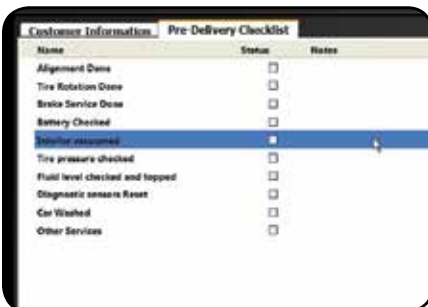 Customer Information Pre-Delivery Checklist
Name Status Notes
Alignment Done
Tire Rotation Done
Brake Service Done
Battery Checked
Interior vacuumed
Tire pressure checked
Fluid level checked and topped
Diagnostic sensors Reset
Car Washed
Other Services